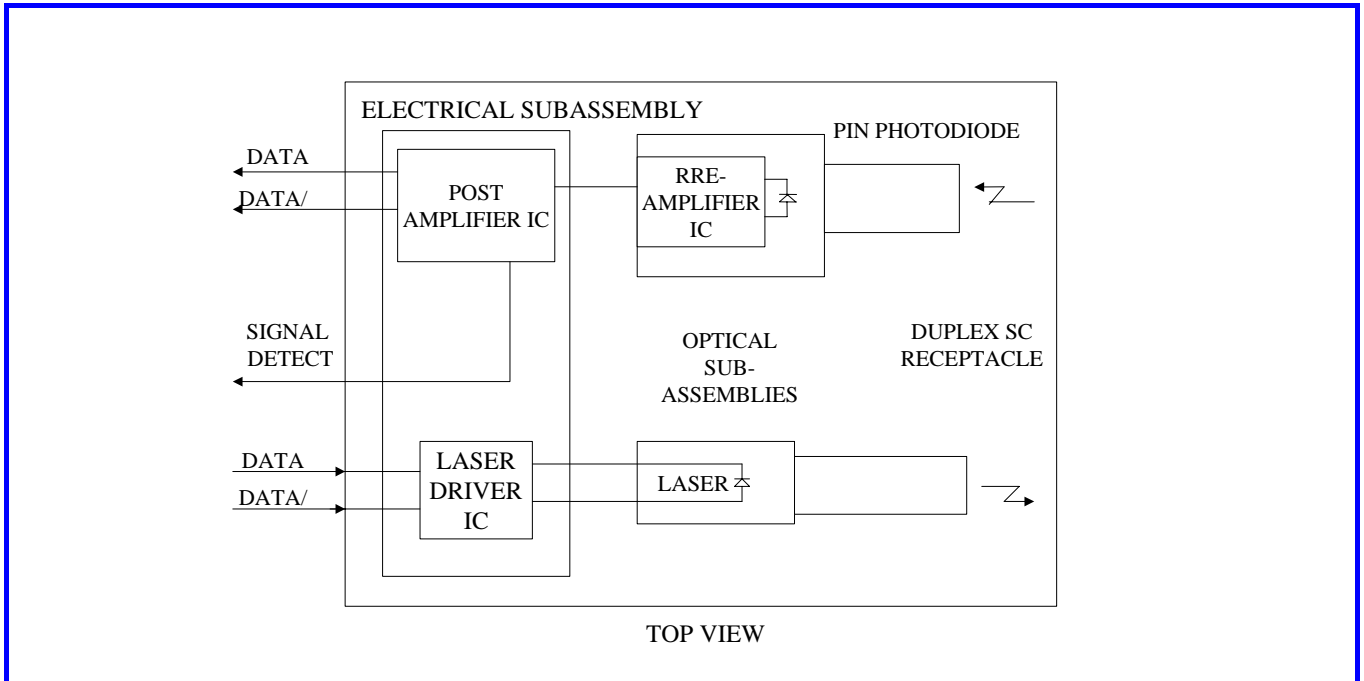 ELECTRICAL SUBASSEMBLY
PIN PHOTODIODE
DATA
DATA/
POST
AMPLIFIER IC
RRE-
AMPLIFIER
IC
SIGNAL
DETECT
OPTICAL
SUB-
ASSEMBLIES
DUPLEX SC
RECEPTACLE
DATA
DATA/
LASER
DRIVER
IC
LASER
TOP VIEW